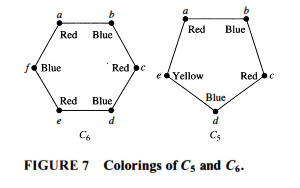 a b a b
Red Blue Red Blue
f Blue Red c e Yellow Red c
Red Blue Blue
e d d
C6 C5
FIGURE 7 Colorings of C5 and C6.